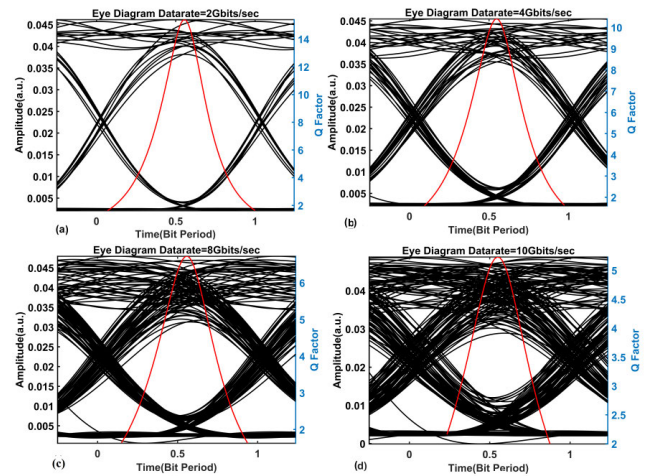 Eye Diagram Datarate=2Gbits/sec
0.045
0.04
0.035
0.03
0.025
0.02
0.015
0.01
0.005
Amplitude(a.u.)
14
12
10
8
6
4
2
Q Factor
0 0.5 1
(a)
Time(Bit Period)
Eye Diagram Datarate=4Gbits/sec
0.045
0.04
0.035
0.03
0.025
0.02
0.015
0.01
0.005
Amplitude(a.u.)
10
9
8
7
6
5
4
3
2
Q Factor
0 0.5 1
(b)
Time(Bit Period)
Eye Diagram Datarate=8Gbits/sec
0.045
0.04
0.035
0.03
0.025
0.02
0.015
0.01
0.005
Amplitude(a.u.)
6
5
4
3
2
Q Factor
0 0.5 1
(c)
Time(Bit Period)
Eye Diagram Datarate=10Gbits/sec
0.04
0.03
0.02
0.01
0
Amplitude(a.u.)
5
4.5
4
3.5
3
2.5
2
Q Factor
0 0.5 1
(d)
Time(Bit Period)